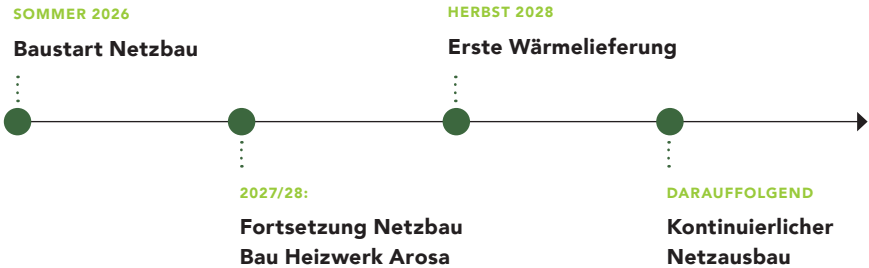 SOMMER 2026
Baustart Netzbau
HERBST 2028
Erste Wärmelieferung
2027/28:
Fortsetzung Netzbau
Bau Heizwerk Arosa
DARAUFFOLGEND
Kontinuierlicher
Netzausbau